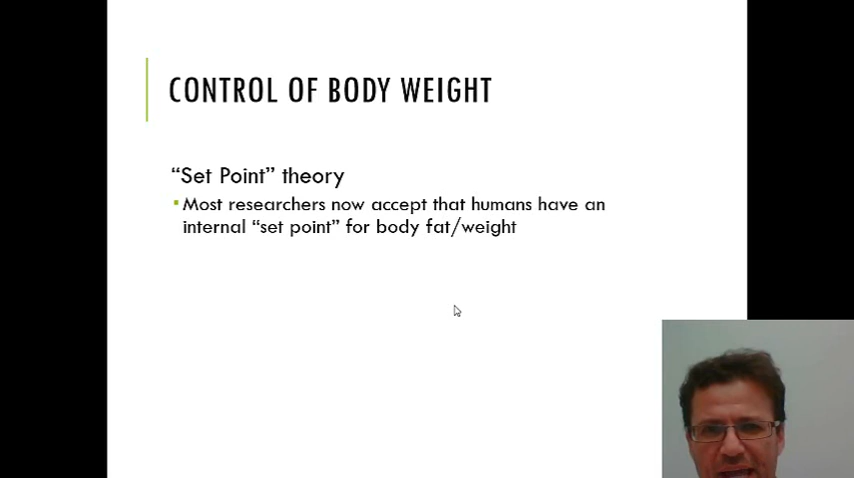 CONTROL OF BODY WEIGHT
“Set Point” theory
▪Most researchers now accept that humans have an
internal “set point” for body fat/weight